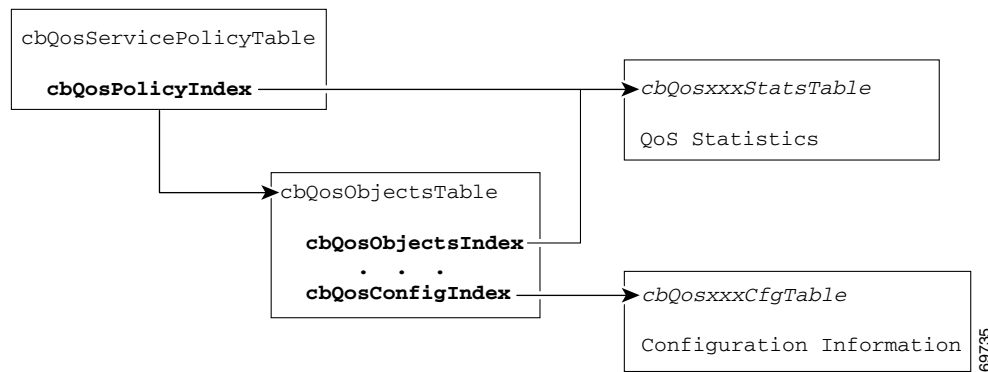 cbQosServicePolicyTable
cbQosPolicyIndex
cbQosxxxStatsTable
QoS Statistics
cbQosObjectsTable
cbQosObjectsIndex
. . .
cbQosConfigIndex
cbQosxxxCfgTable
Configuration Information
69735